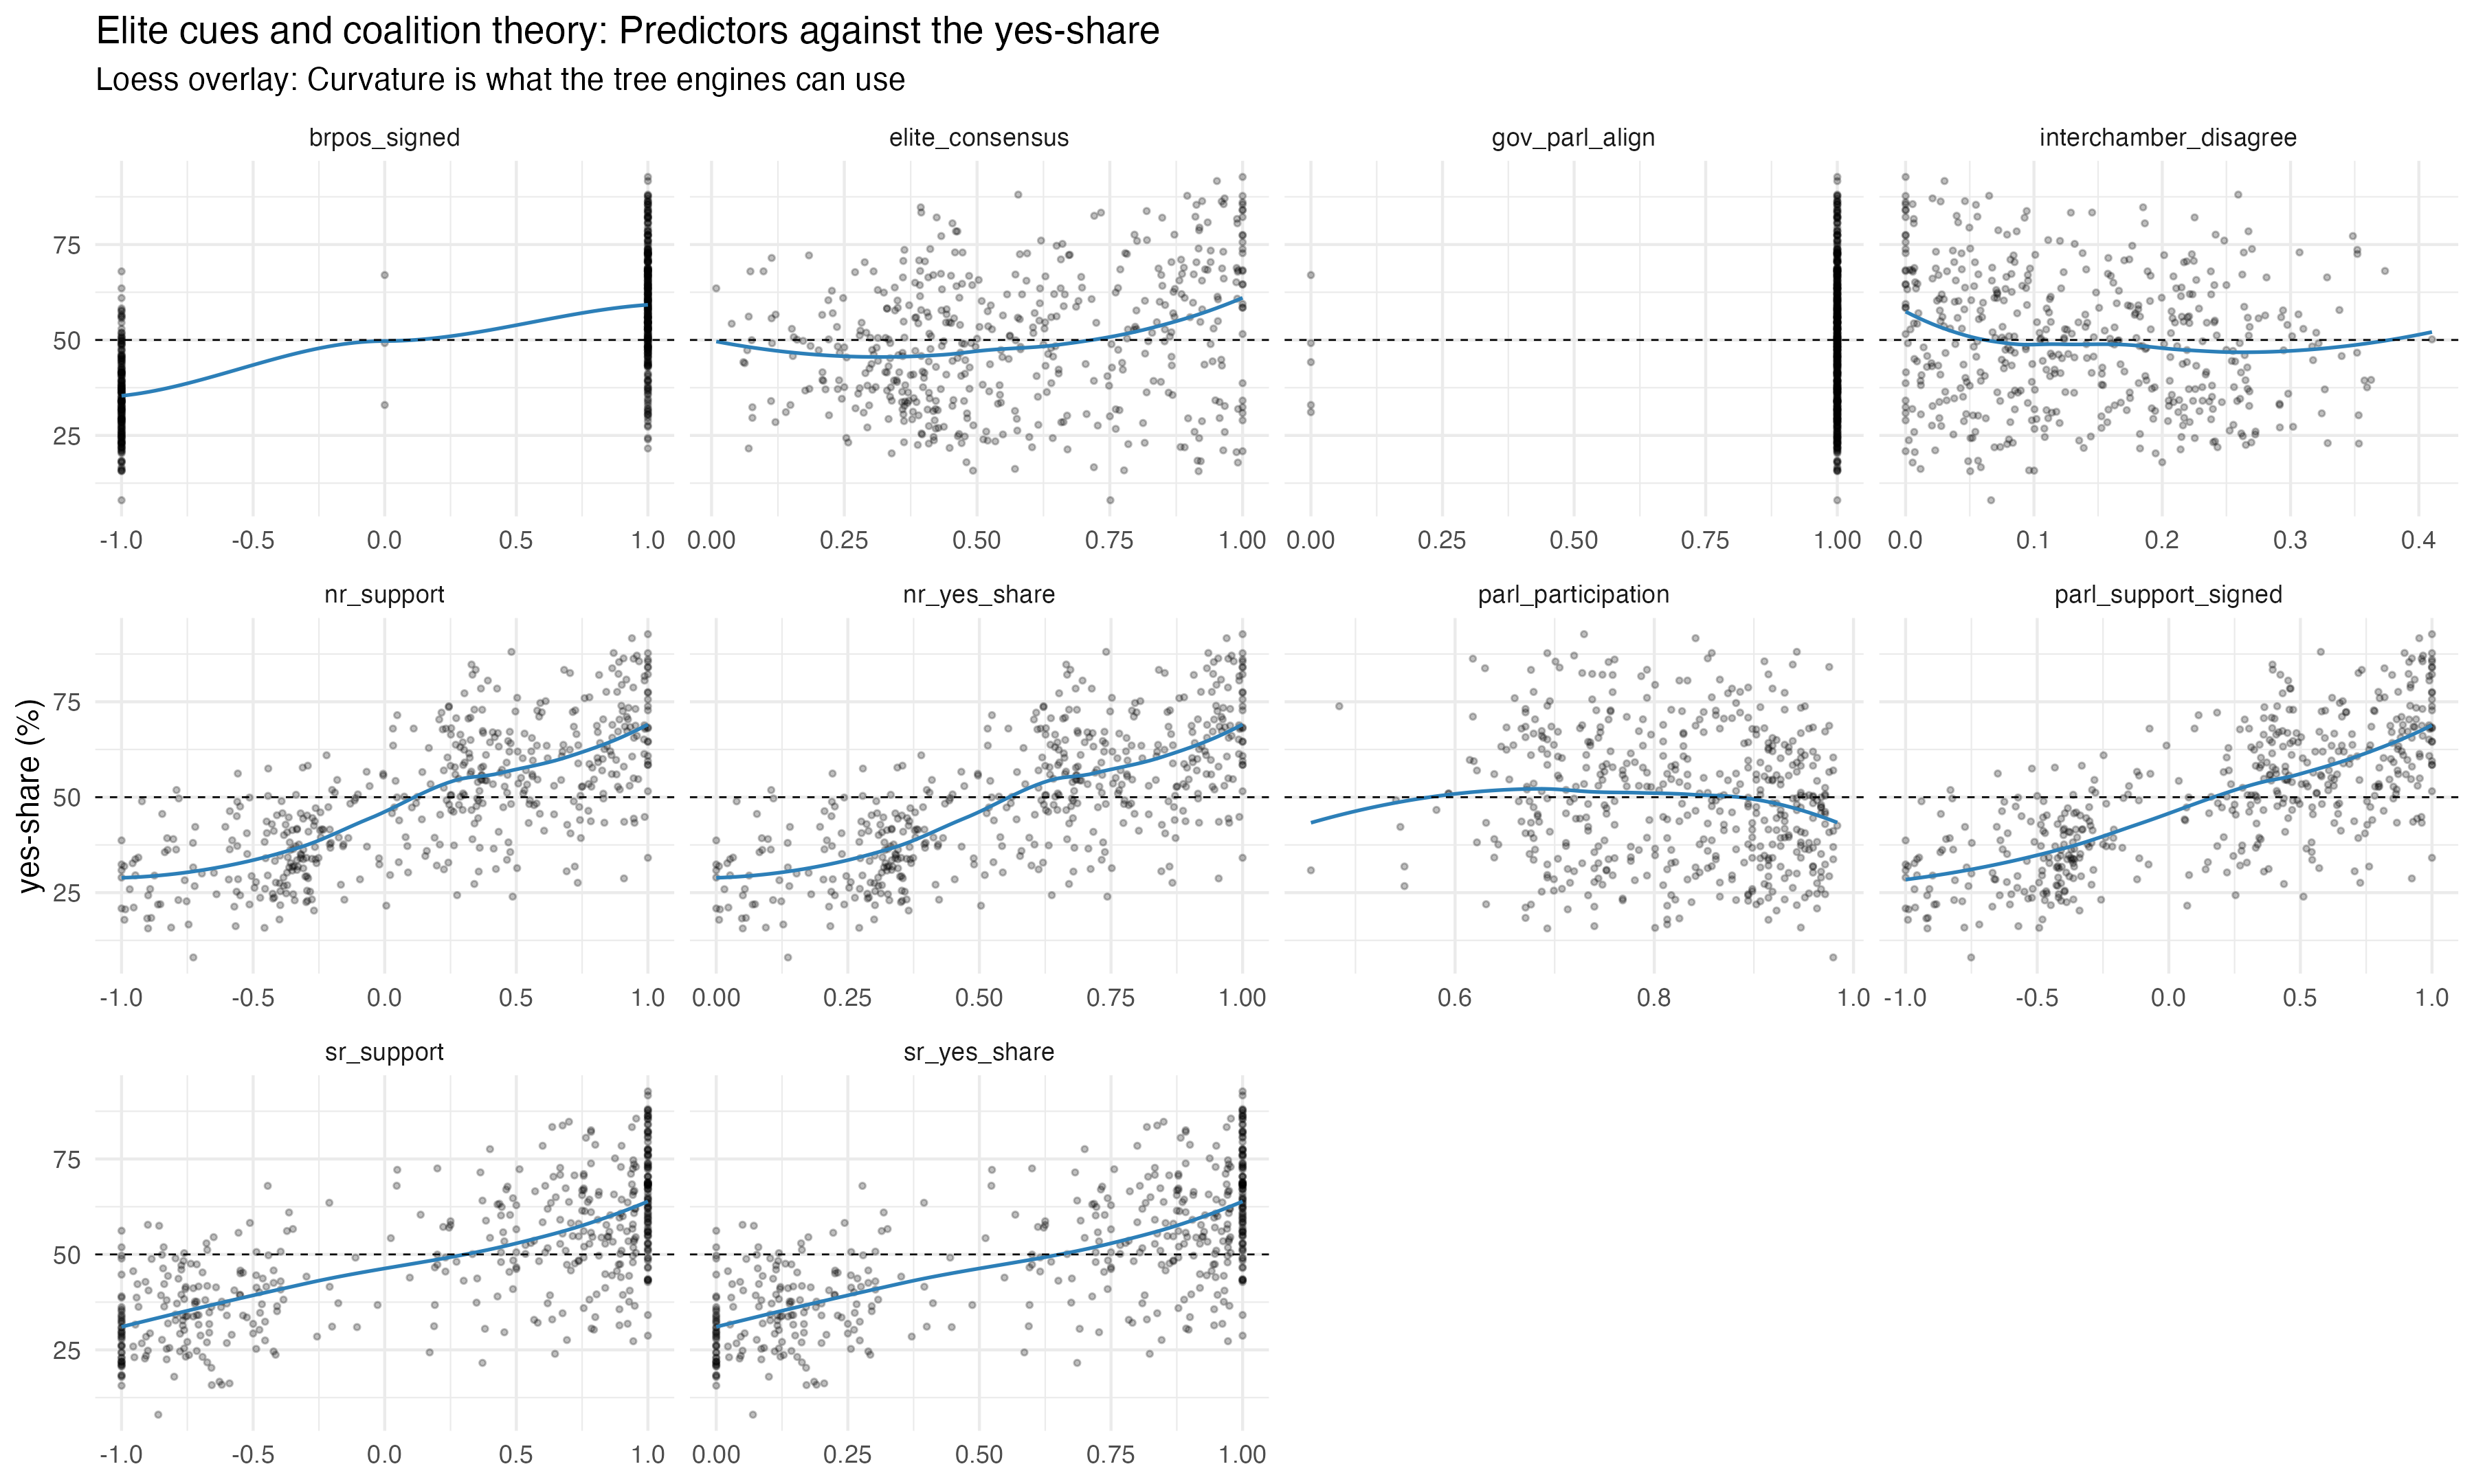 Elite cues and coalition theory: Predictors against the yes-share
Loess overlay: Curvature is what the tree engines can use
brpos_signed
elite_consensus
gov_parl_align
interchamber_disagree
75
50
25
-1.0 -0.5 0.0 0.5 1.0
0.00 0.25 0.50 0.75 1.00
0.00 0.25 0.50 0.75 1.00
0.0 0.1 0.2 0.3 0.4
nr_support
nr_yes_share
parl_participation
parl_support_signed
yes-share (%)
75
50
25
-1.0 -0.5 0.0 0.5 1.0
0.00 0.25 0.50 0.75 1.00
0.6 0.8 1.0
-1.0 -0.5 0.0 0.5 1.0
sr_support
sr_yes_share
75
50
25
-1.0 -0.5 0.0 0.5 1.0
0.00 0.25 0.50 0.75 1.00